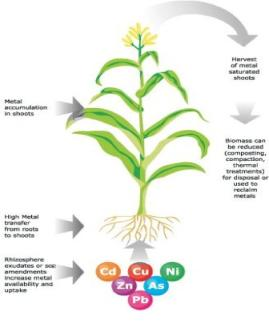 Harvest
of metal
saturated
shoots
Metal
accumulation
in shoots
Biomass can
be reduced
(composting,
compaction,
thermal
treatments)
for disposal or
used to
reclaim
metals
High Metal
transfer
from roots
to shoots
Rhizosphere
exudates or
amendments
increase metal
availability and
uptake
Cd Cu Ni
Zn As
Pb